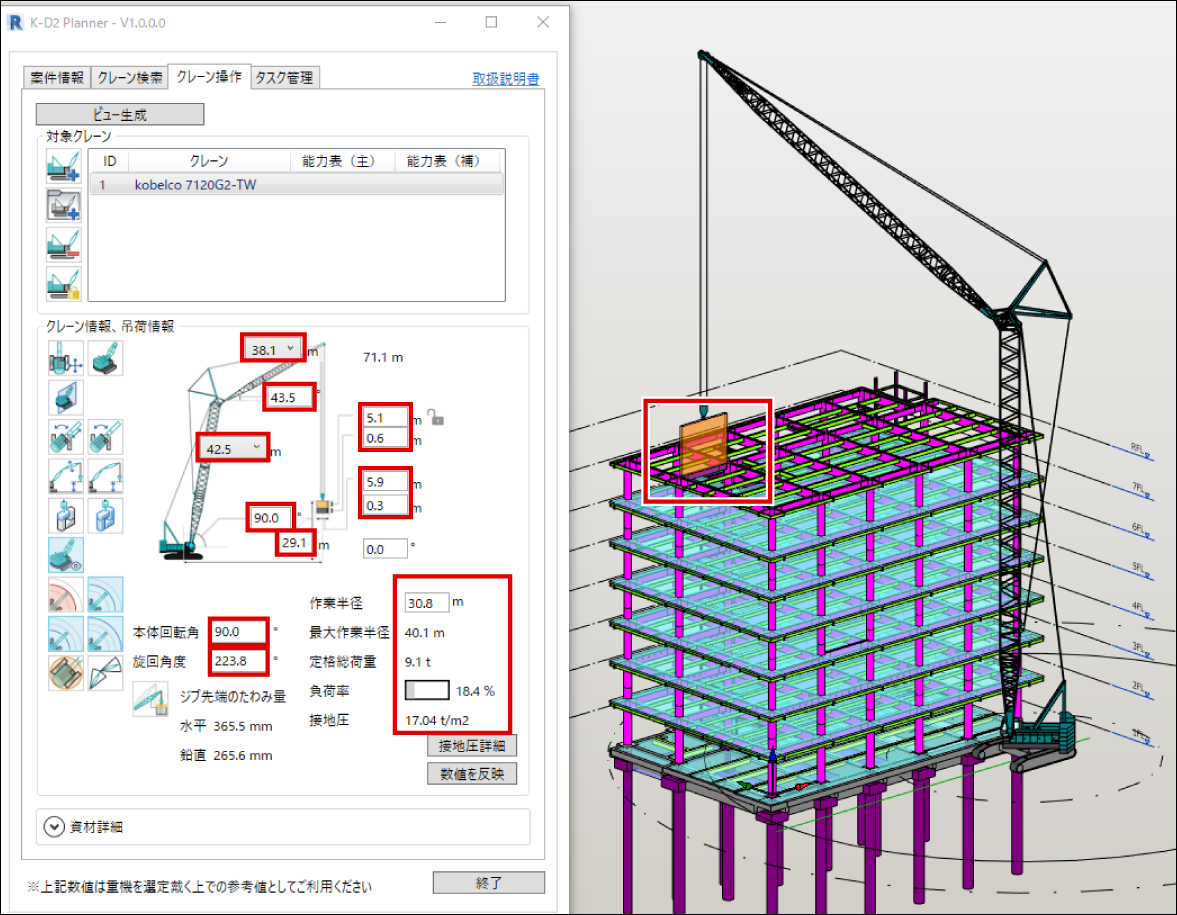 K-D2 Planner - V1.0.0.0
案件情報 クレーン検索 クレーン操作 タスク管理 取扱説明書
ビュー生成
対象クレーン
ID クレーン 能力表（主） 能力表（補）
1 kobelco 7120G2-TW
クレーン情報、吊荷情報
38.1 m 71.1 m
43.5 °
5.1 m
0.6 m
42.5 m
5.9 m
0.3 m
90.0 °
29.1 m
0.0 °
作業半径 30.8 m
最大作業半径 40.1 m
本体回転角 90.0 °
定格総荷重 9.1 t
旋回角度 223.8 °
負荷率 18.4 %
ジブ先端のたわみ量
接地圧 17.04 t/m2
水平 365.5 mm
鉛直 265.6 mm
接地圧詳細
数値を反映
資材詳細
※上記数値は重機を選定戴く上での参考値としてご利用ください
終了
RFL
7FL
6FL
5FL
4FL
3FL
2FL
1FL